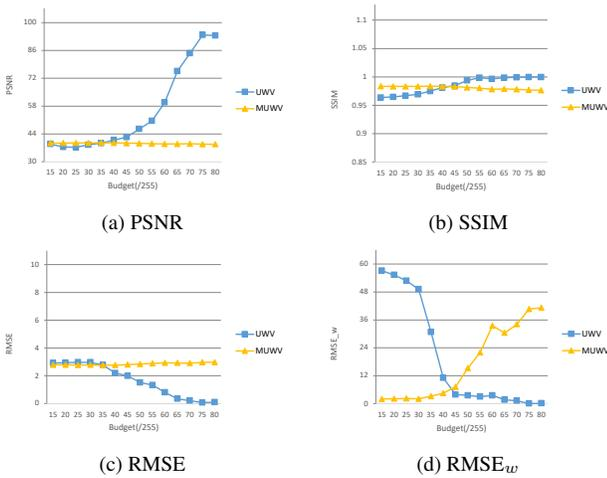 100
86
72
58
44
30
PSNR
15 20 25 30 35 40 45 50 55 60 65 70 75 80
Budget(/255)
UWV
MUWV
(a) PSNR
1.1
1.05
1
0.95
0.9
0.85
SSIM
15 20 25 30 35 40 45 50 55 60 65 70 75 80
Budget(/255)
UWV
MUWV
(b) SSIM
10
8
6
4
2
0
RMSE
15 20 25 30 35 40 45 50 55 60 65 70 75 80
Budget(/255)
UWV
MUWV
(c) RMSE
60
48
36
24
12
0
RMSE_w
15 20 25 30 35 40 45 50 55 60 65 70 75 80
Budget(/255)
UWV
MUWV
(d) RMSEw